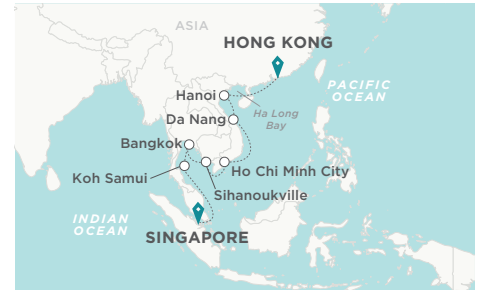 ASIA
HONG KONG
PACIFIC
OCEAN
Hanoi
Ha Long
Bay
Da Nang
Bangkok
Koh Samui
Ho Chi Minh City
Sihanoukville
INDIAN
OCEAN
SINGAPORE